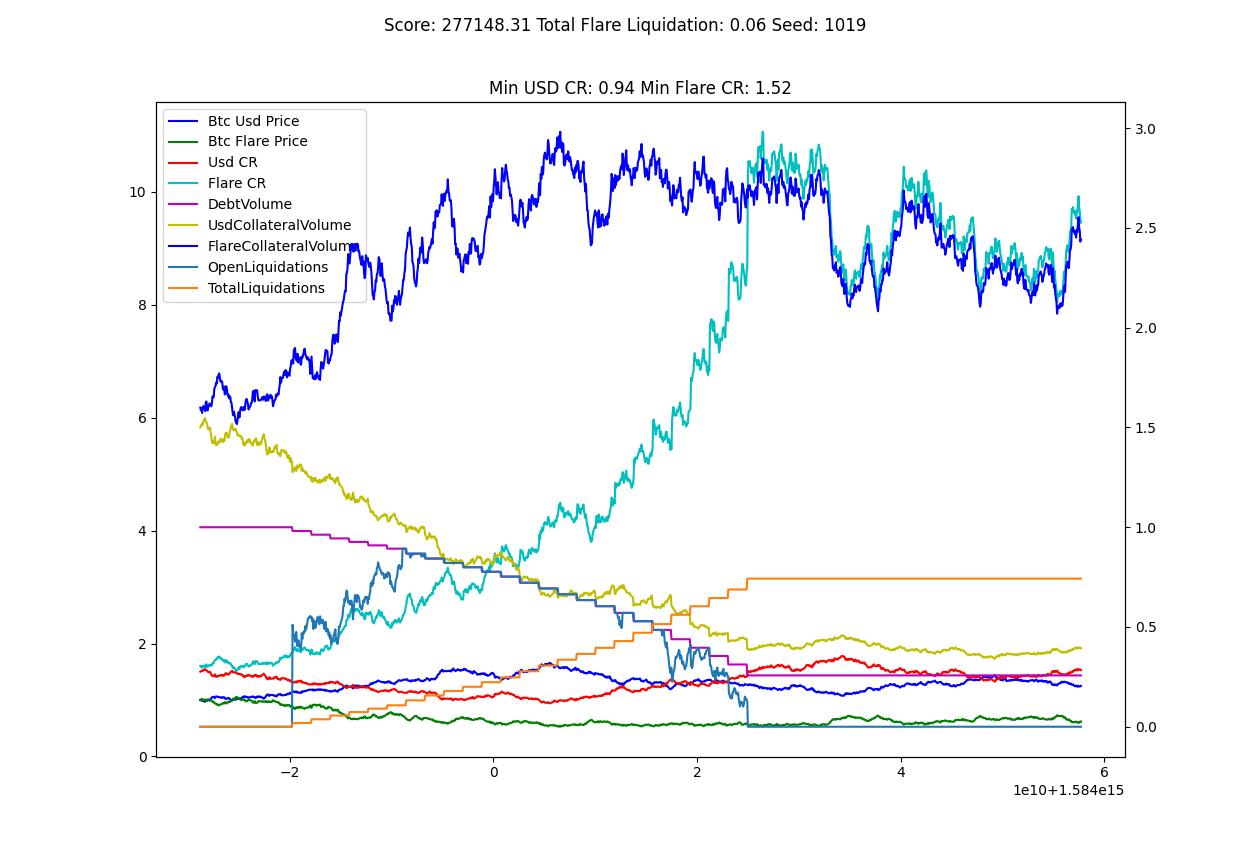 Score: 277148.31 Total Flare Liquidation: 0.06 Seed: 1019
Min USD CR: 0.94 Min Flare CR: 1.52
Btc Usd Price
Btc Flare Price
Usd CR
Flare CR
DebtVolume
UsdCollateralVolume
FlareCollateralVolume
OpenLiquidations
TotalLiquidations
10
8
6
4
2
0
3.0
2.5
2.0
1.5
1.0
0.5
0.0
−2
0
2
4
6
1e10+1.584e15